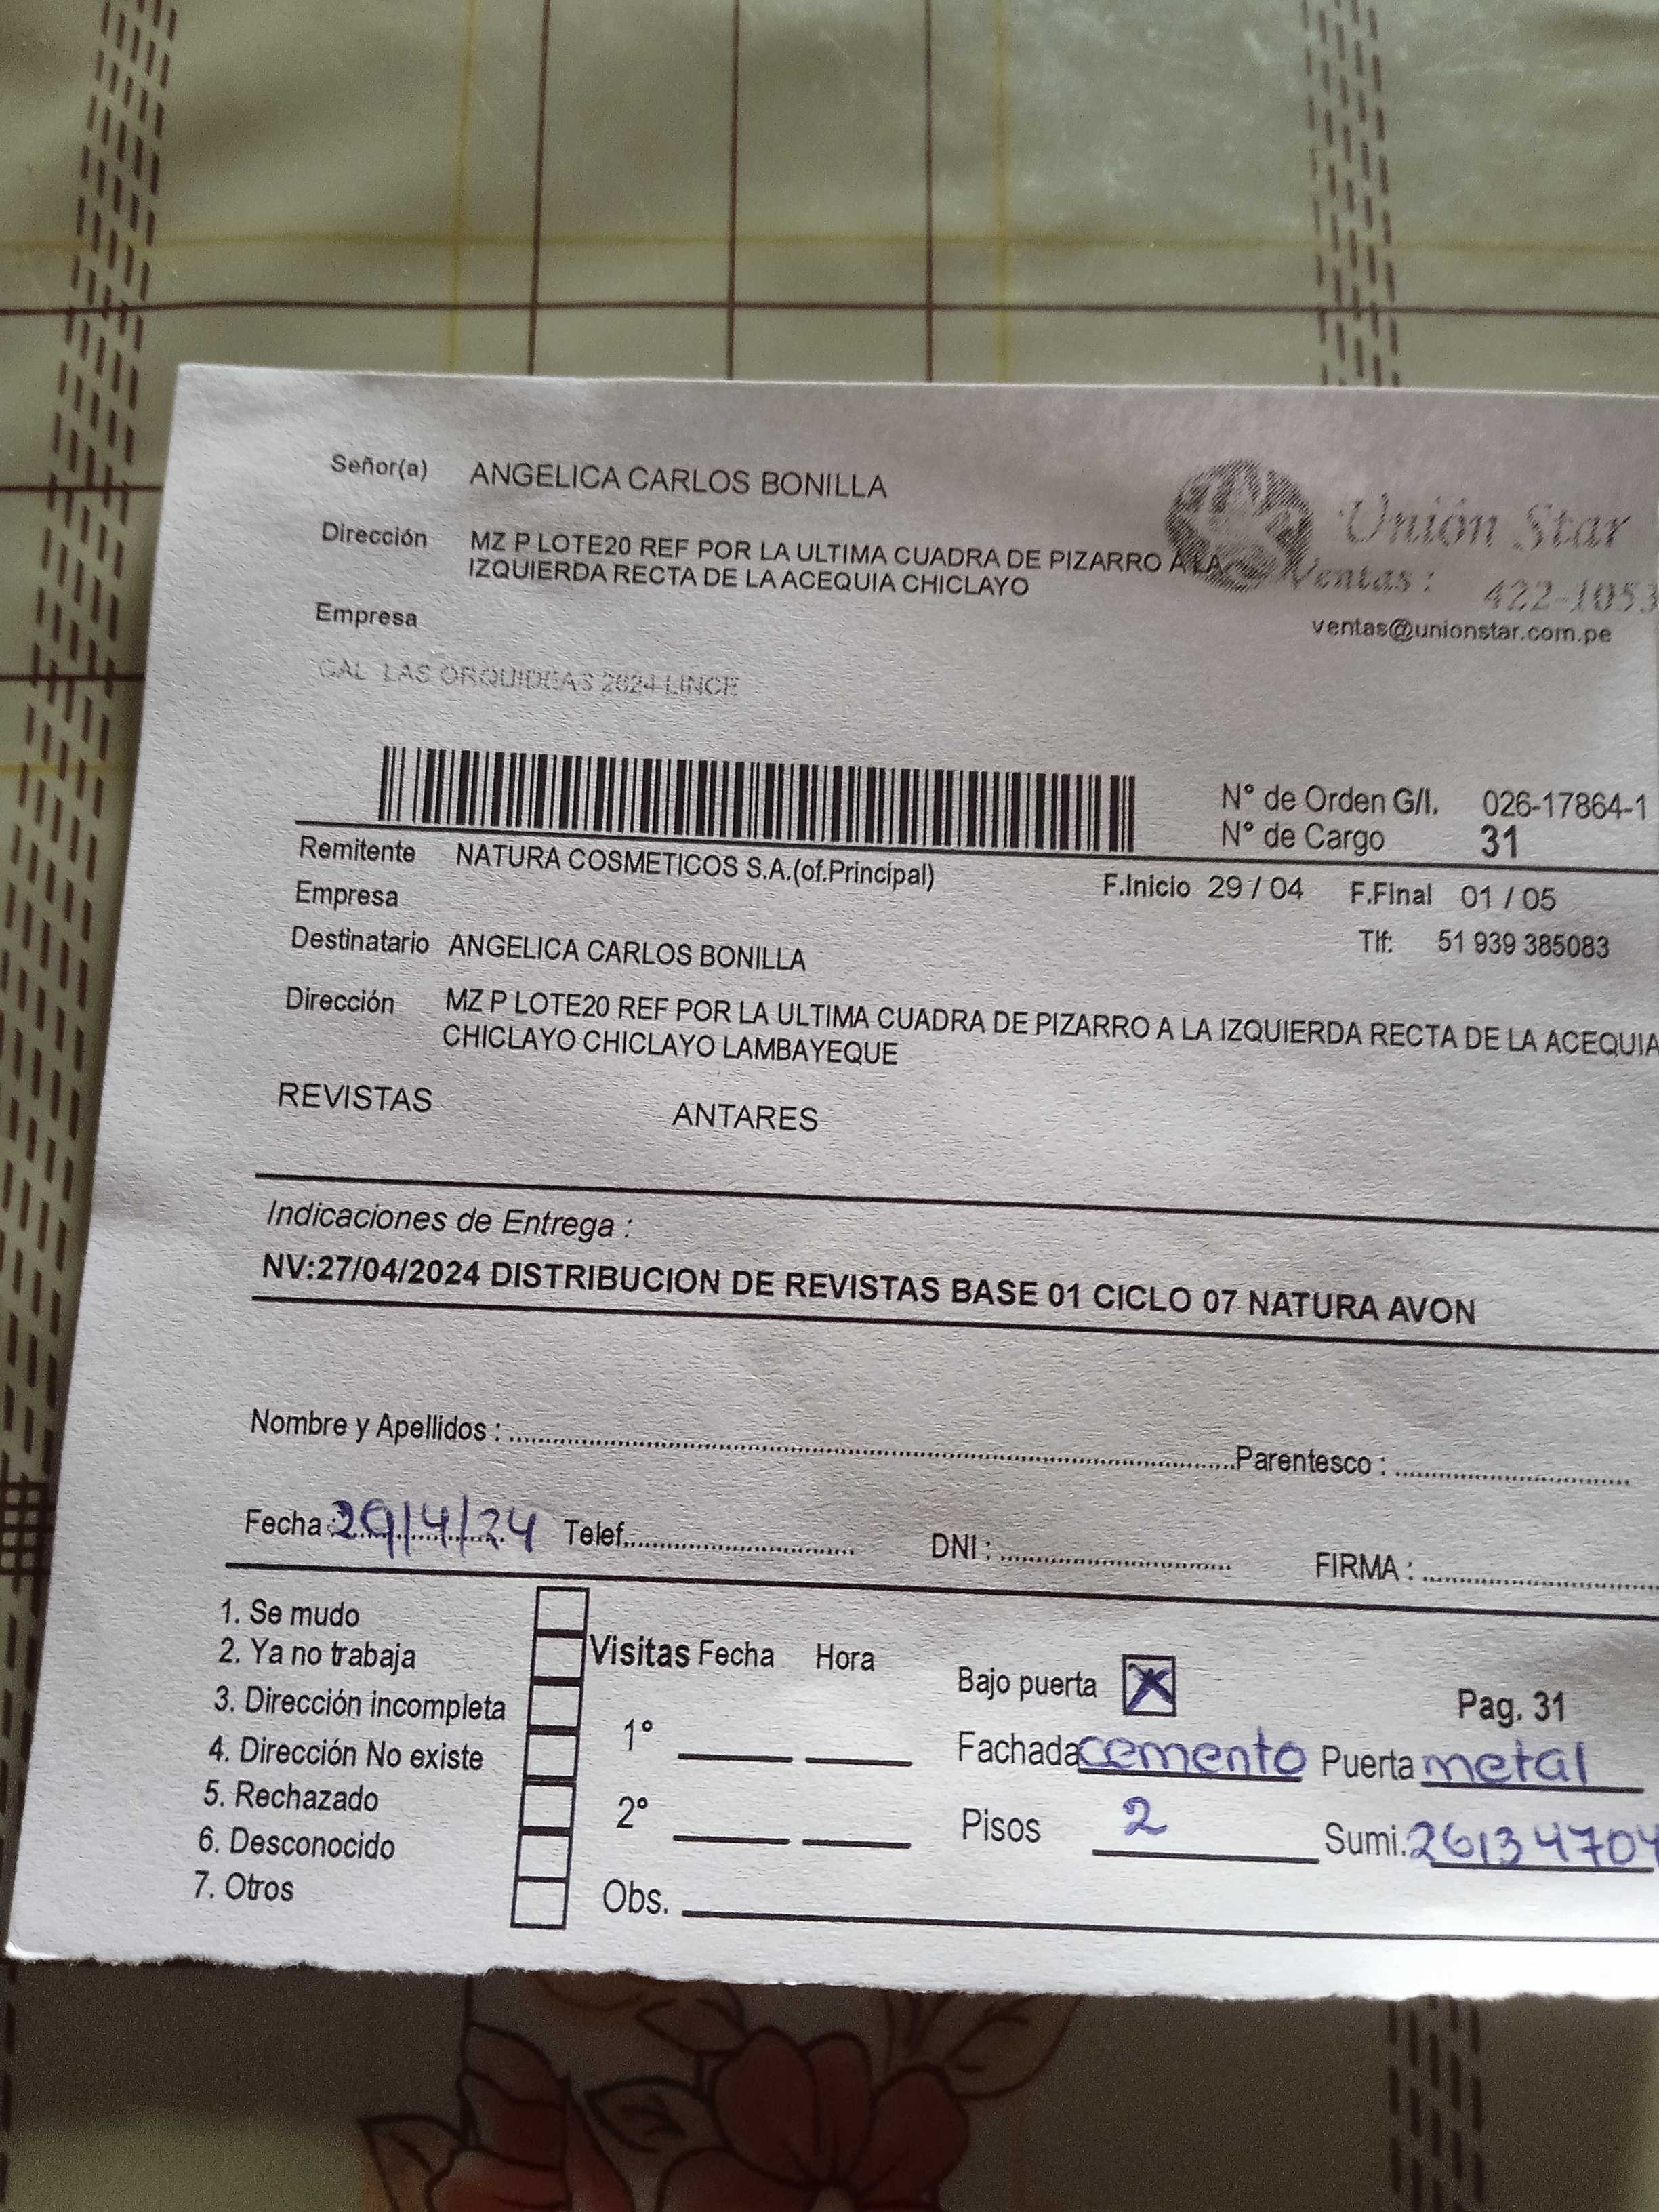 Señor(a) ANGELICA CARLOS BONILLA
Unión Star
Dirección MZ P LOTE20 REF POR LA ULTIMA CUADRA DE PIZARRO A LA
IZQUIERDA RECTA DE LA ACEQUIA CHICLAYO
Ventas : 422-1053
Empresa
ventas@unionstar.com.pe
CAL LAS ORQUIDEAS 2624 LINCE
N° de Orden G/I. 026-17864-1
N° de Cargo 31
Remitente NATURA COSMETICOS S.A.(of.Principal)
F.Inicio 29 / 04 F.Final 01 / 05
Empresa
Destinatario ANGELICA CARLOS BONILLA
Tlf: 51 939 385083
Dirección MZ P LOTE20 REF POR LA ULTIMA CUADRA DE PIZARRO A LA IZQUIERDA RECTA DE LA ACEQUIA
CHICLAYO CHICLAYO LAMBAYEQUE
REVISTAS ANTARES
Indicaciones de Entrega :
NV:27/04/2024 DISTRIBUCION DE REVISTAS BASE 01 CICLO 07 NATURA AVON
Nombre y Apellidos : Parentesco :
Fecha : 29/4/24 Telef. DNI : FIRMA :
1. Se mudo
2. Ya no trabaja
3. Dirección incompleta
4. Dirección No existe
5. Rechazado
6. Desconocido
7. Otros
Visitas Fecha Hora
1°
2°
Obs.
Bajo puerta X
Pag. 31
Fachada cemento Puerta metal
Pisos 2 Sumi. 26134704